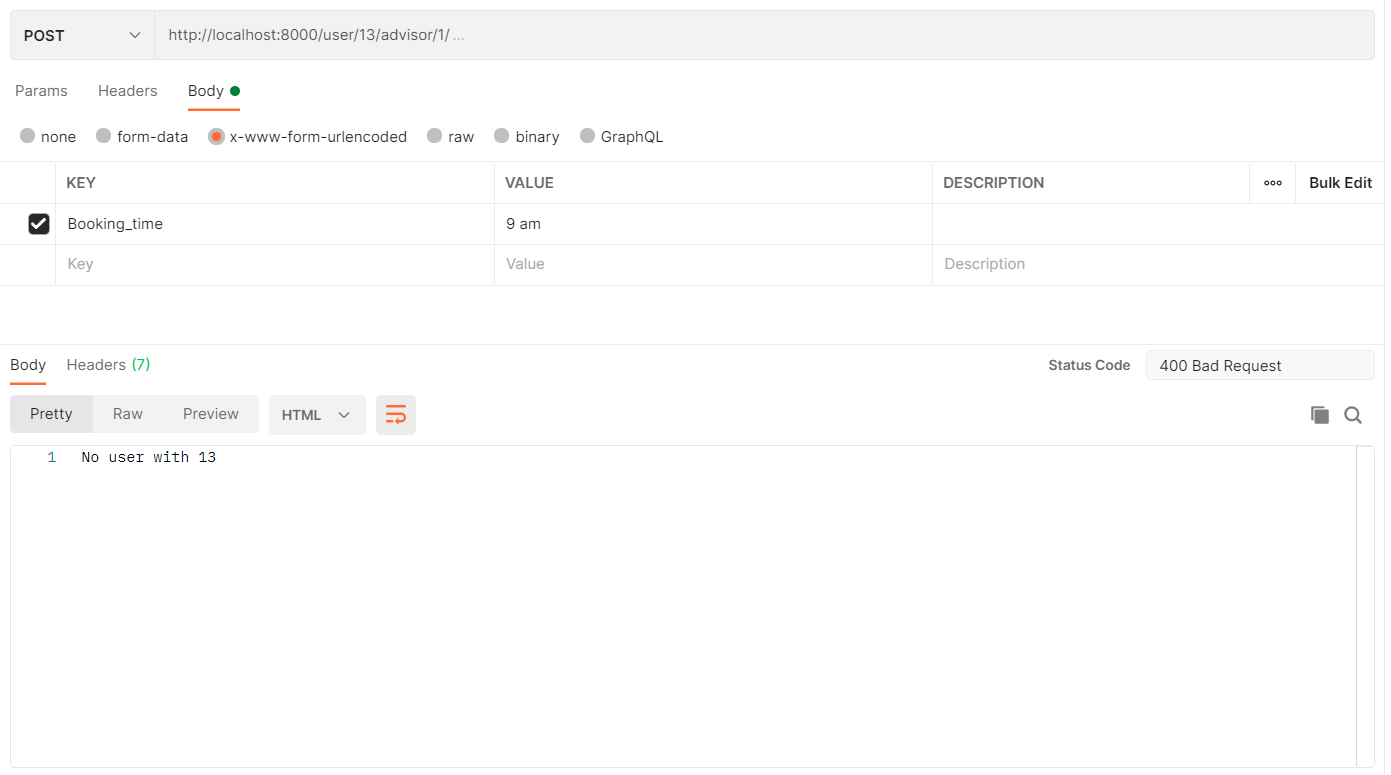 POST http://localhost:8000/user/13/advisor/1/ ...
Params Headers Body
none form-data x-www-form-urlencoded raw binary GraphQL
KEY VALUE DESCRIPTION Bulk Edit
Booking_time 9 am
Key Value Description
Body Headers (7) Status Code 400 Bad Request
Pretty Raw Preview HTML
1 No user with 13